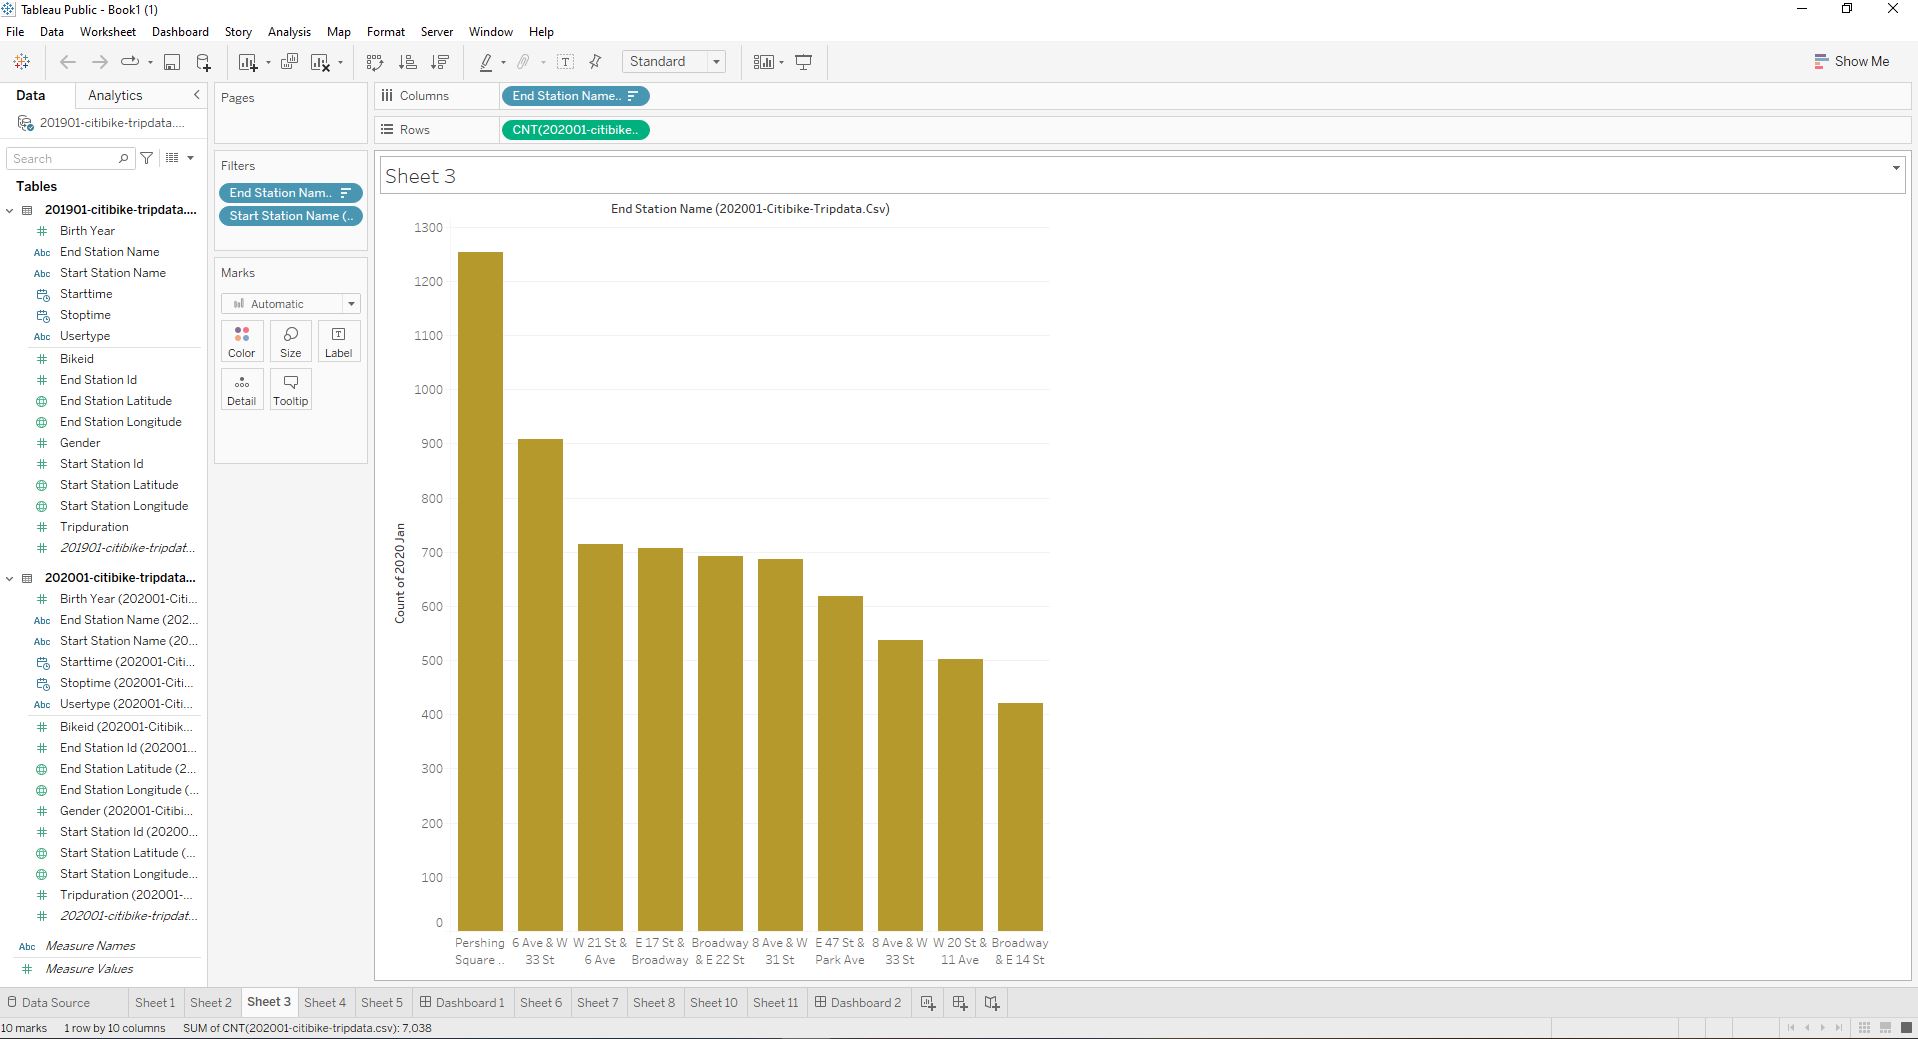 Tableau Public - Book1 (1)
File Data Worksheet Dashboard Story Analysis Map Format Server Window Help
Standard
Show Me
Data Analytics
201901-citibike-tripdata....
Search
Tables
201901-citibike-tripdata....
# Birth Year
Abc End Station Name
Abc Start Station Name
Starttime
Stoptime
Abc Usertype
# Bikeid
# End Station Id
End Station Latitude
End Station Longitude
# Gender
# Start Station Id
Start Station Latitude
Start Station Longitude
# Tripduration
# 201901-citibike-tripdat...
202001-citibike-tripdata...
# Birth Year (202001-Citi...
Abc End Station Name (202...
Abc Start Station Name (20...
Starttime (202001-Citi...
Stoptime (202001-Citi...
Abc Usertype (202001-Citi...
# Bikeid (202001-Citibik...
# End Station Id (202001...
End Station Latitude (2...
End Station Longitude (...
# Gender (202001-Citibi...
# Start Station Id (20200...
Start Station Latitude (...
Start Station Longitude...
# Tripduration (202001-...
# 202001-citibike-tripdat...
Abc Measure Names
# Measure Values
Pages
Filters
End Station Nam..
Start Station Name (..
Marks
Automatic
Color Size Label
Detail Tooltip
Columns End Station Name..
Rows CNT(202001-citibike..
Sheet 3
End Station Name (202001-Citibike-Tripdata.Csv)
1300
1200
1100
1000
900
800
700
600
500
400
300
200
100
0
Count of 2020 Jan
Pershing Square ..
6 Ave & W 33 St
W 21 St & 6 Ave
E 17 St & Broadway
Broadway & E 22 St
8 Ave & W 31 St
E 47 St & Park Ave
8 Ave & W 33 St
W 20 St & 11 Ave
Broadway & E 14 St
Data Source Sheet 1 Sheet 2 Sheet 3 Sheet 4 Sheet 5 Dashboard 1 Sheet 6 Sheet 7 Sheet 8 Sheet 10 Sheet 11 Dashboard 2
10 marks 1 row by 10 columns SUM of CNT(202001-citibike-tripdata.csv): 7,038